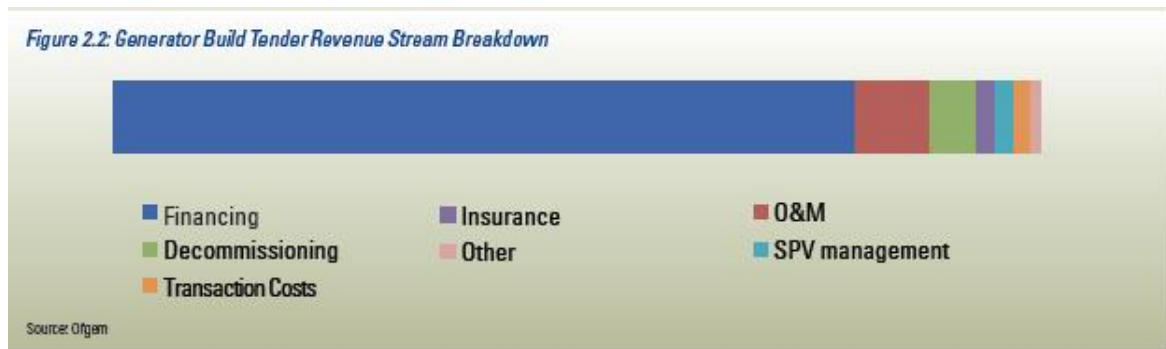 Figure 2.2: Generator Build Tender Revenue Stream Breakdown
Financing
Insurance
O&M
Decommissioning
Other
SPV management
Transaction Costs
Source: Ofgem